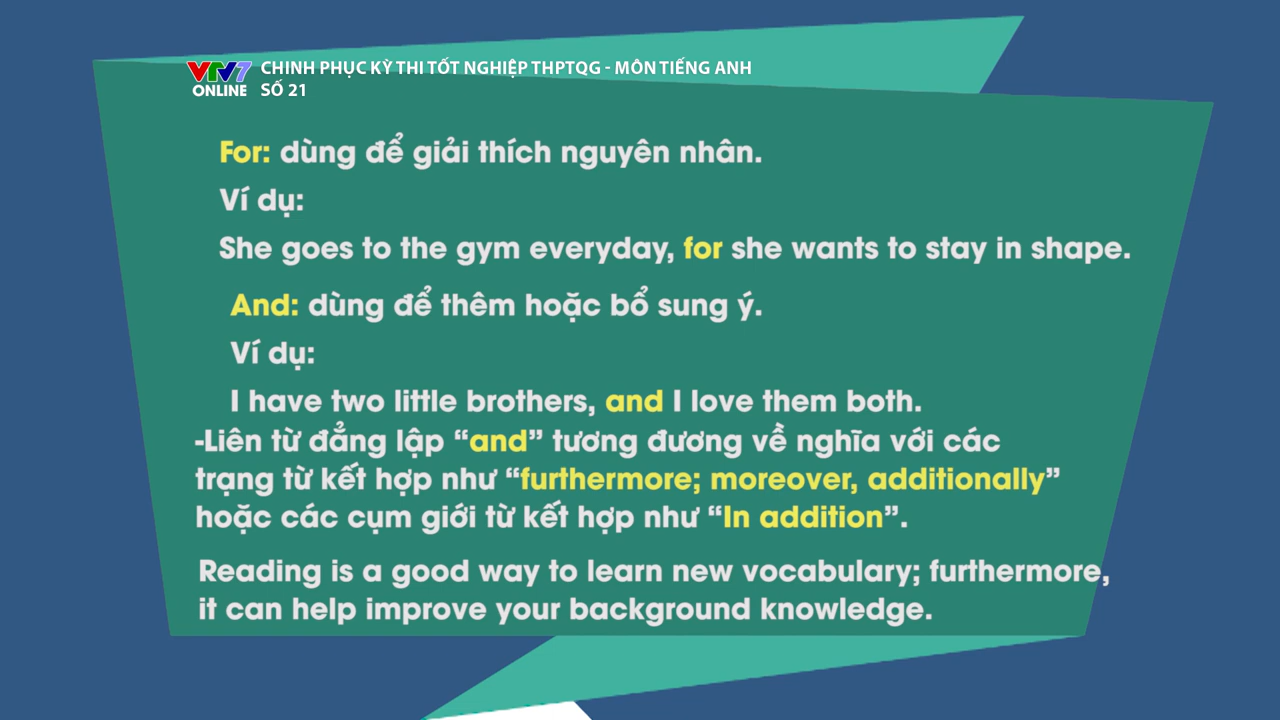 VTV7
ONLINE
CHINH PHỤC KỲ THI TỐT NGHIỆP THPTQG - MÔN TIẾNG ANH
SỐ 21
For: dùng để giải thích nguyên nhân.
Ví dụ:
She goes to the gym everyday, for she wants to stay in shape.
And: dùng để thêm hoặc bổ sung ý.
Ví dụ:
I have two little brothers, and I love them both.
-Liên từ đẳng lập “and” tương đương về nghĩa với các
trạng từ kết hợp như “furthermore; moreover, additionally”
hoặc các cụm giới từ kết hợp như “In addition”.
Reading is a good way to learn new vocabulary; furthermore,
it can help improve your background knowledge.